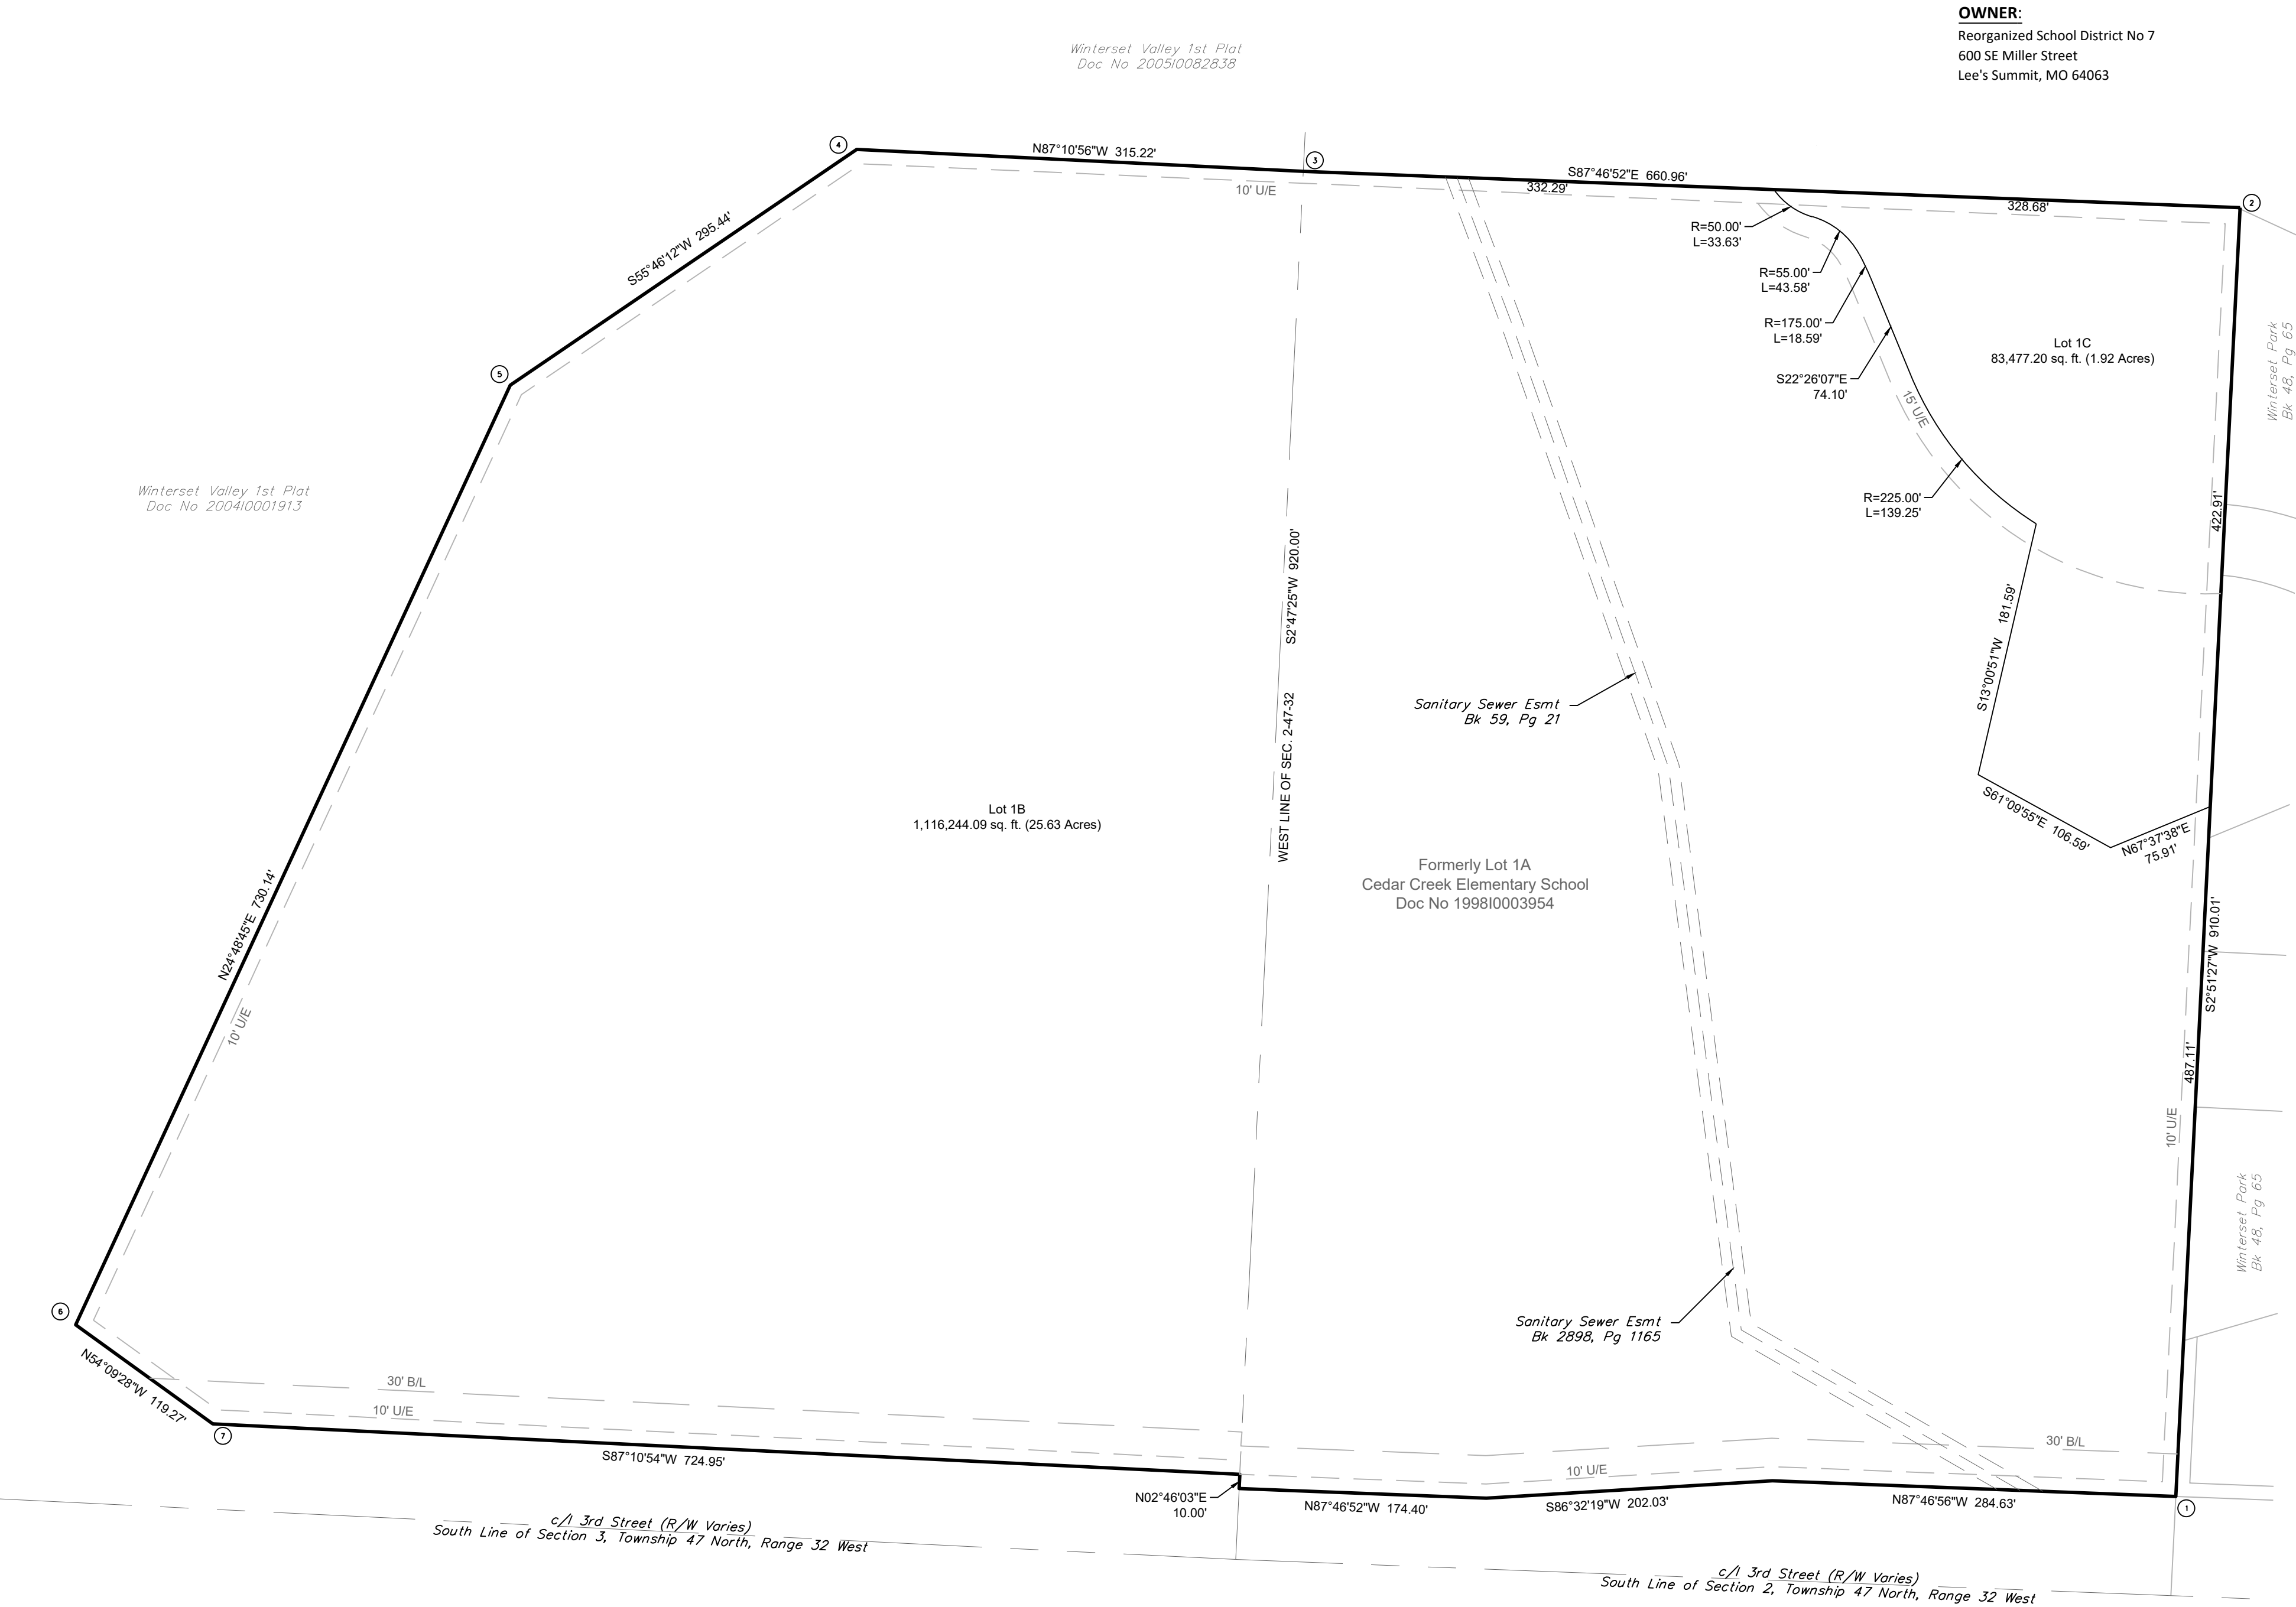 OWNER:
Reorganized School District No 7
600 SE Miller Street
Lee's Summit, MO 64063
Winterset Valley 1st Plat
Doc No 2005I0082838
4
N87°10'56"W 315.22'
3
S87°46'52"E 660.96'
332.29'
10' U/E
328.68'
2
R=50.00'
L=33.63'
R=55.00'
L=43.58'
R=175.00'
L=18.59'
S22°26'07"E
74.10'
Lot 1C
83,477.20 sq. ft. (1.92 Acres)
Winterset Park
Bk 48, Pg 65
S55°46'12"W 295.44'
5
15' U/E
R=225.00'
L=139.25'
422.91'
Winterset Valley 1st Plat
Doc No 2004I0001913
S2°47'25"W 920.00'
WEST LINE OF SEC. 2-47-32
S13°00'51"W 181.59'
Sanitary Sewer Esmt
Bk 59, Pg 21
S61°09'55"E 106.59'
N67°37'38"E
75.91'
Lot 1B
1,116,244.09 sq. ft. (25.63 Acres)
Formerly Lot 1A
Cedar Creek Elementary School
Doc No 1998I0003954
N24°48'45"E 730.14'
10' U/E
S2°51'27"W 910.01'
487.11'
10' U/E
Winterset Park
Bk 48, Pg 65
6
N54°09'28"W 119.27'
Sanitary Sewer Esmt
Bk 2898, Pg 1165
30' B/L
10' U/E
7
S87°10'54"W 724.95'
30' B/L
10' U/E
N02°46'03"E
10.00'
N87°46'52"W 174.40'
S86°32'19"W 202.03'
N87°46'56"W 284.63'
1
c/l 3rd Street (R/W Varies)
South Line of Section 3, Township 47 North, Range 32 West
c/l 3rd Street (R/W Varies)
South Line of Section 2, Township 47 North, Range 32 West